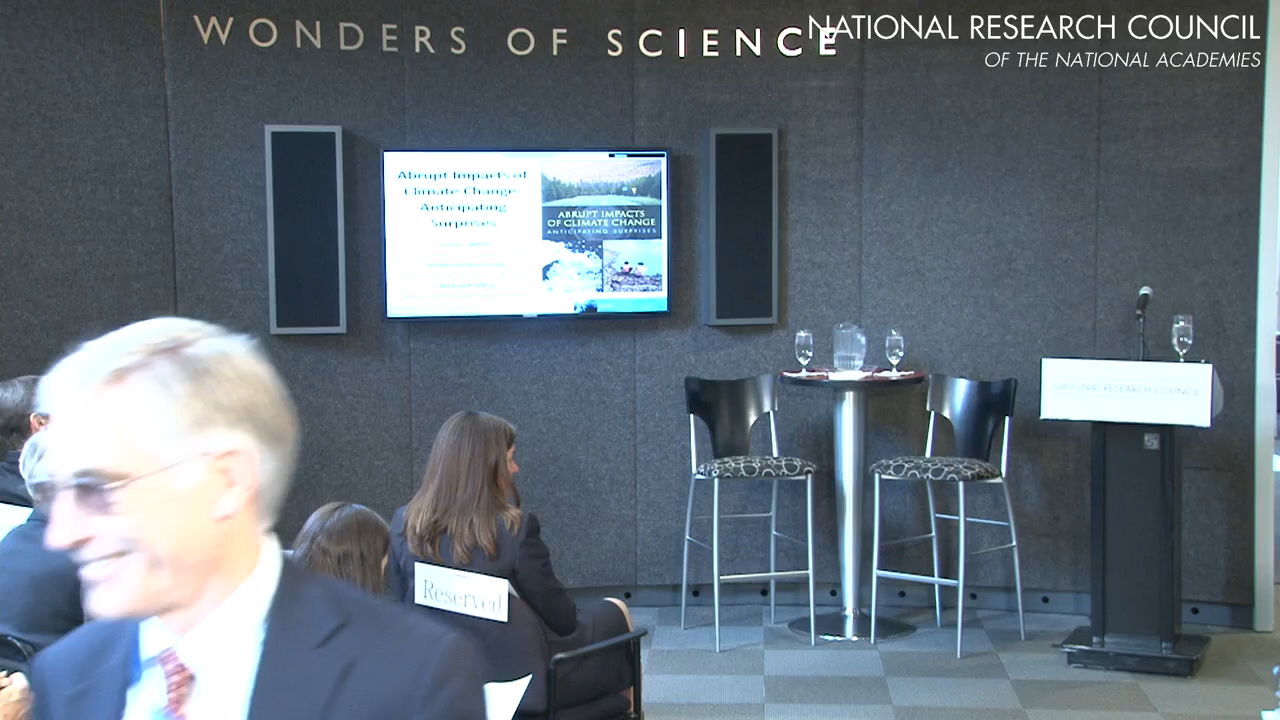 WONDERS OF SCIENCE
NATIONAL RESEARCH COUNCIL
OF THE NATIONAL ACADEMIES
Abrupt Impacts of
Climate Change:
Anticipating
Surprises
ABRUPT IMPACTS
OF CLIMATE CHANGE
ANTICIPATING SURPRISES
NATIONAL RESEARCH COUNCIL
Reserved